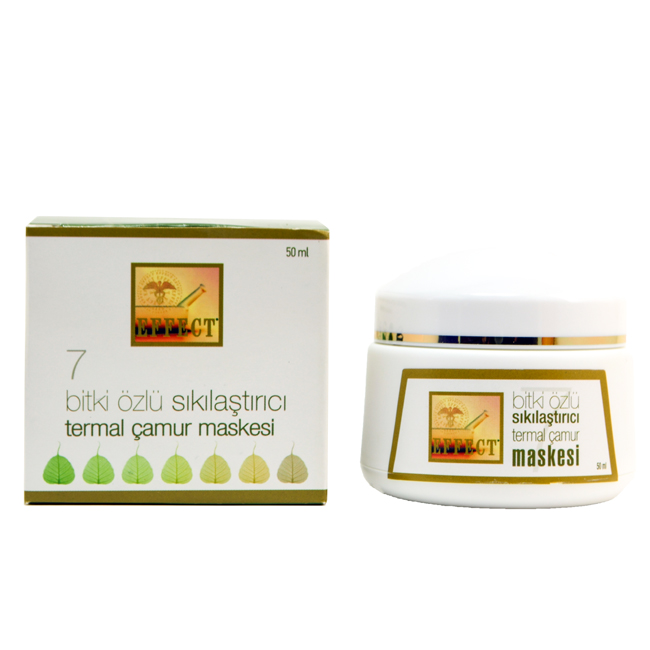 50 ml
EFFECT
7
bitki özlü sıkılaştırıcı
termal çamur maskesi
EFFECT
bitki özlü
sıkılaştırıcı
termal çamur
maskesi
50 ml